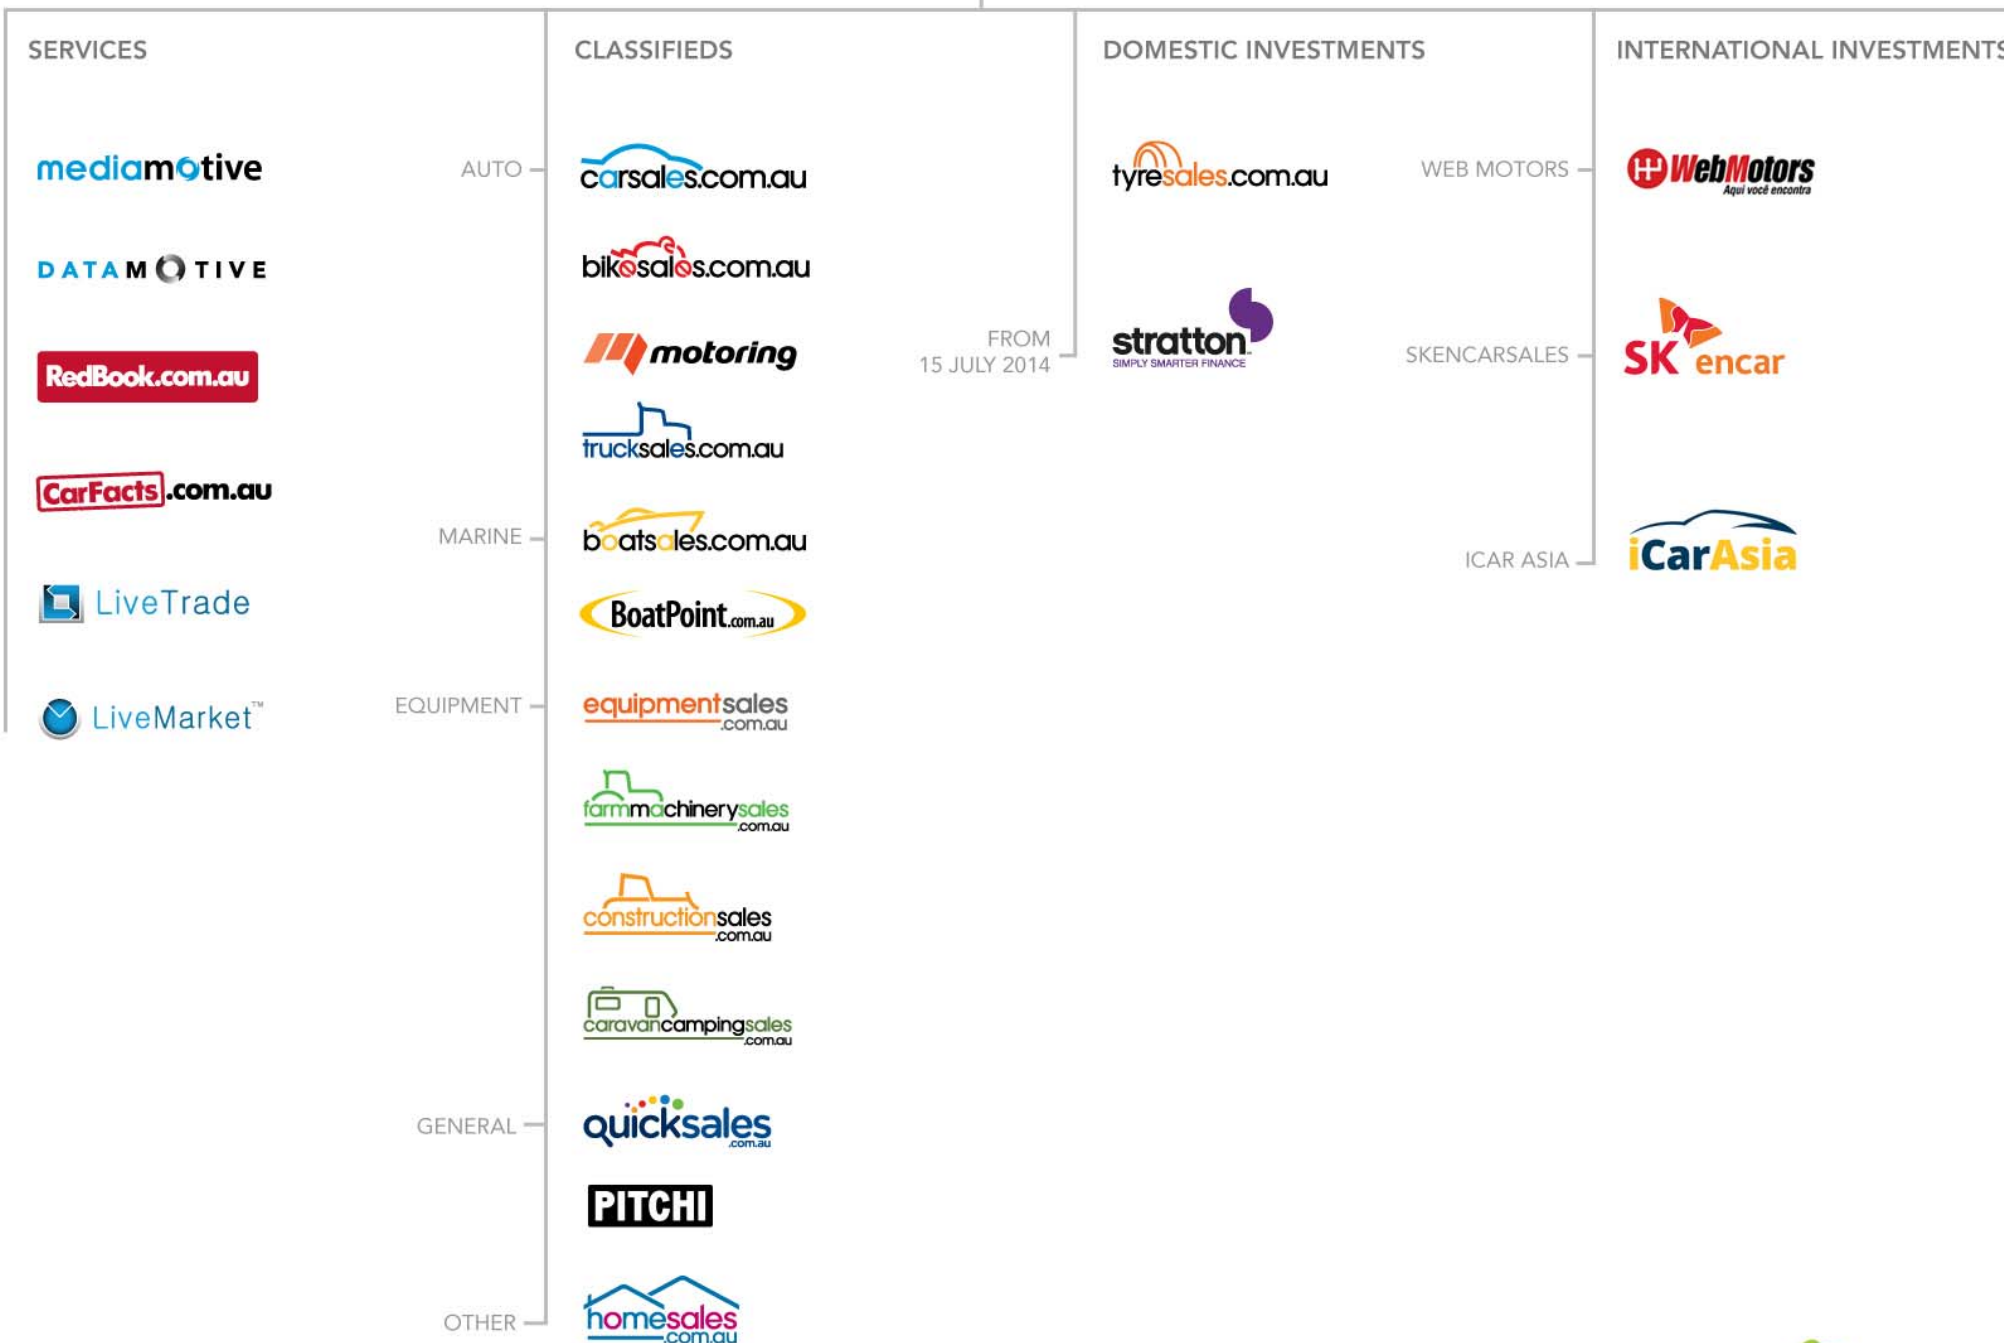 SERVICES
mediamotive
DATAMOTIVE
RedBook.com.au
CarFacts.com.au
LiveTrade
LiveMarket™
CLASSIFIEDS
AUTO
carsales.com.au
bikesales.com.au
motoring
trucksales.com.au
MARINE
boatsales.com.au
BoatPoint.com.au
EQUIPMENT
equipmentsales
.com.au
farmmachinerysales
.com.au
constructionsales
.com.au
caravancampingsales
.com.au
GENERAL
quicksales
.com.au
PITCHI
OTHER
homesales
.com.au
DOMESTIC INVESTMENTS
tyresales.com.au
FROM
15 JULY 2014
stratton
SIMPLY SMARTER FINANCE
INTERNATIONAL INVESTMENTS
WEB MOTORS
WebMotors
Aqui você encontra
SKENCARSALES
SK encar
ICAR ASIA
iCarAsia